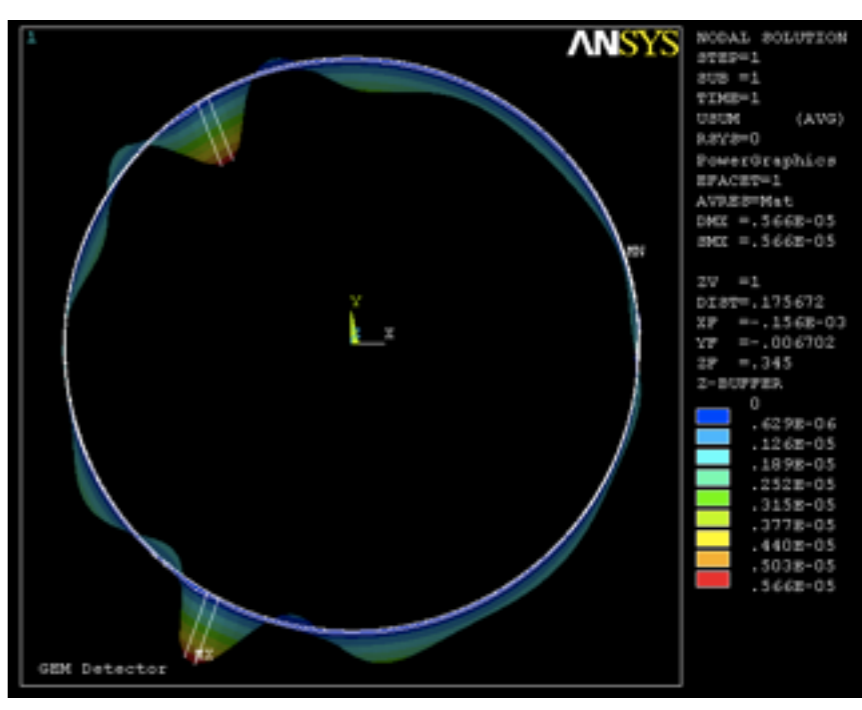 1
ANSYS
NODAL SOLUTION
STEP=1
SUB =1
TIME=1
USUM (AVG)
RSYS=0
PowerGraphics
EFACET=1
AVRES=Mat
DMX =.566E-05
SMX =.566E-05
ZV =1
DIST=.175672
XF =-.156E-03
YF =-.006702
ZF =.345
Z-BUFFER
0
.629E-06
.126E-05
.189E-05
.252E-05
.315E-05
.377E-05
.440E-05
.503E-05
.566E-05
MN
Y
X
MX
GEM Detector